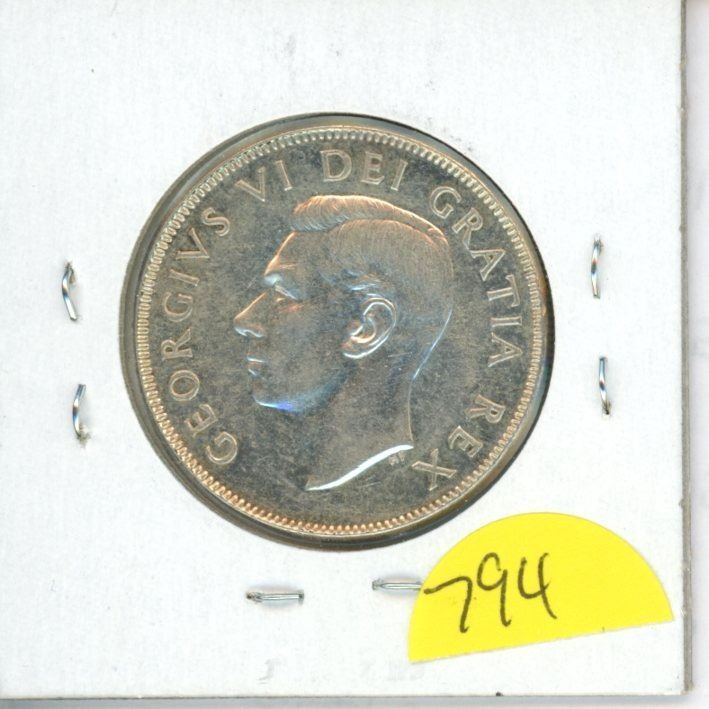 GEORGIVS VI DEI GRATIA REX
794